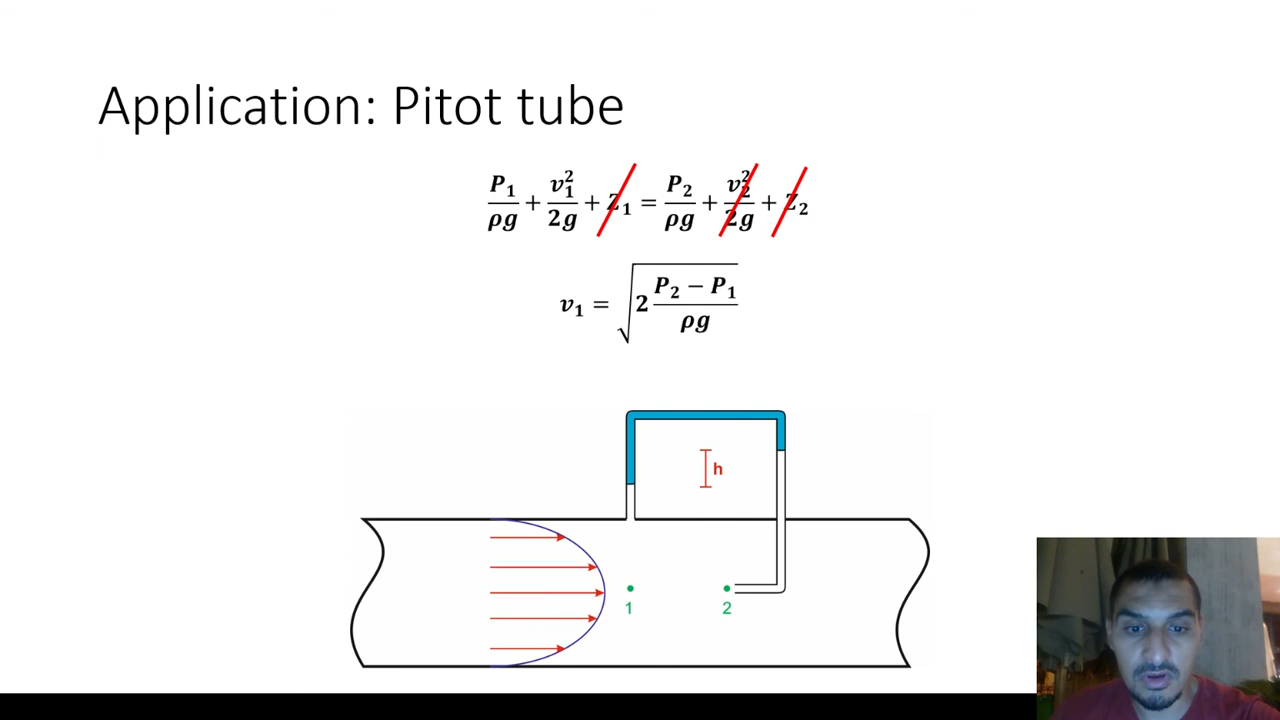 Application: Pitot tube
P₁/ρg + v₁²/2g + z₁ = P₂/ρg + v₂²/2g + z₂
v₁ = √(2 (P₂ − P₁)/ρg)
h
1 2